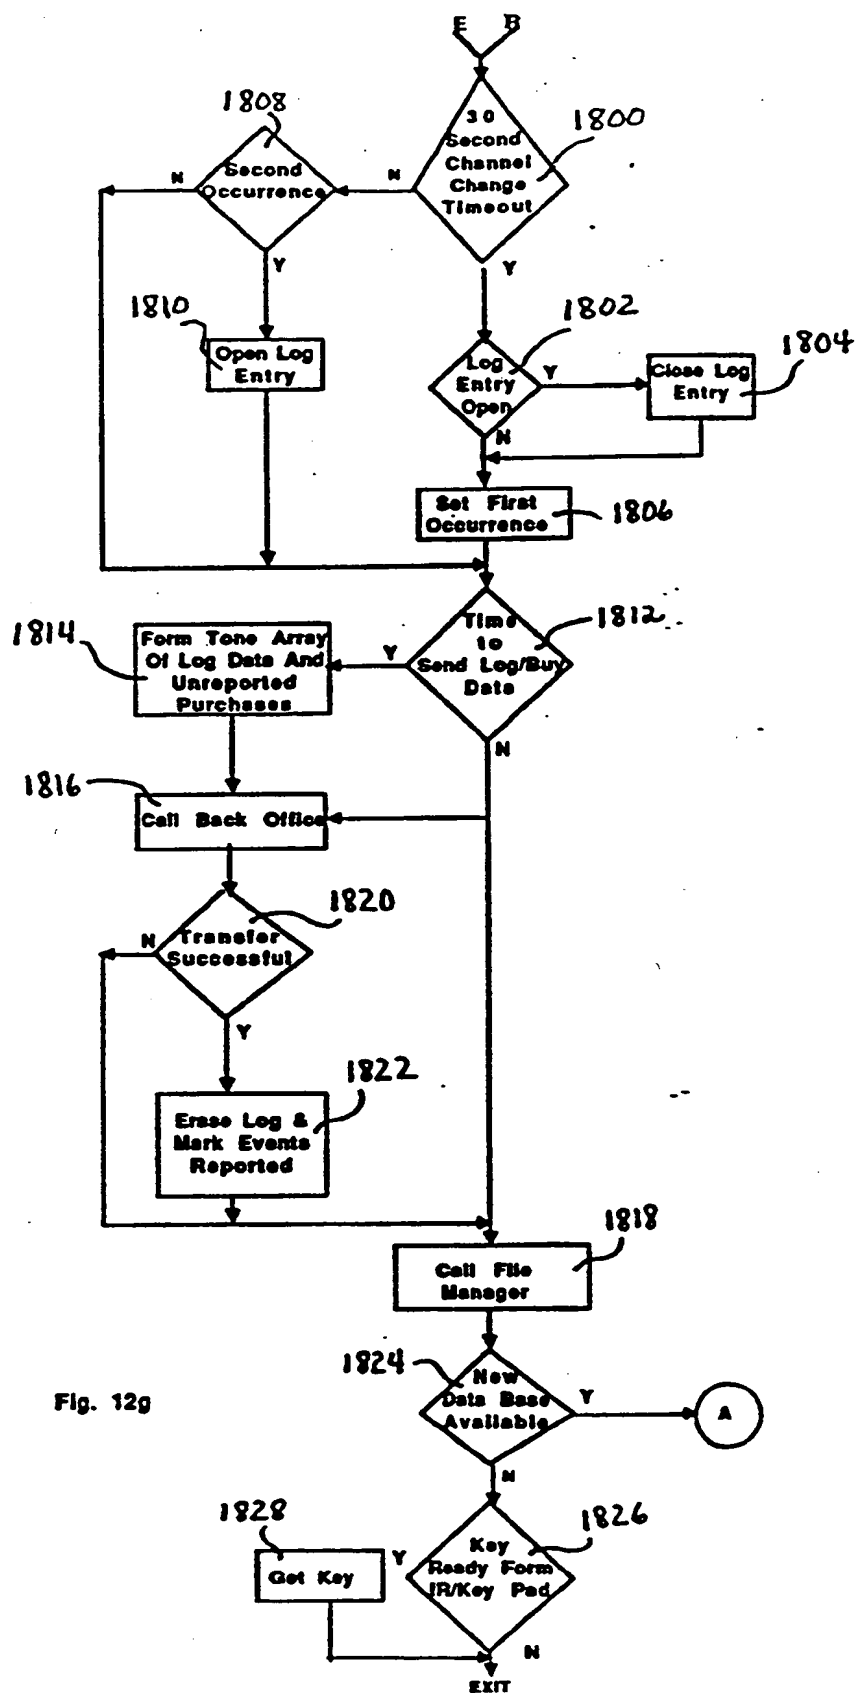 E B
1808
30
Second
Channel
Change
Timeout
1800
N
Second
Occurrence
N
Y
Y
1810
Open Log
Entry
1802
Log
Entry
Open
Y
Close Log
Entry
1804
N
Set First
Occurrence
1806
1814
Form Tone Array
Of Log Data And
Unreported
Purchases
Y
Time
to
Send Log/Buy
Data
1812
N
1816
Call Back Office
1820
N
Transfer
Successful
Y
1822
Erase Log &
Mark Events
Reported
1818
Call File
Manager
1824
New
Data Base
Available
Y
A
Fig. 12g
N
1828
Get Key
Y
Key
Ready Form
IR/Key Pad
1826
N
EXIT